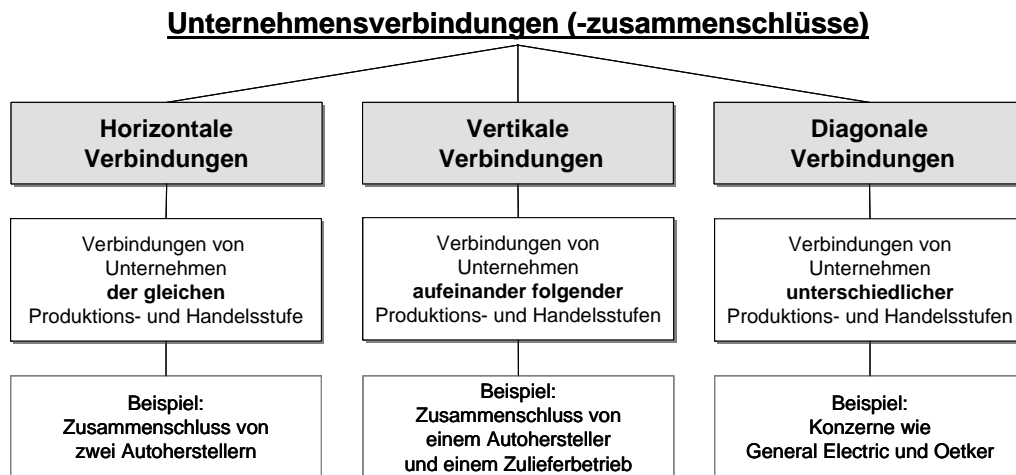 Unternehmensverbindungen (-zusammenschlüsse)
Horizontale
Verbindungen
Verbindungen von
Unternehmen
der gleichen
Produktions- und Handelsstufe
Beispiel:
Zusammenschluss von
zwei Autoherstellern
Vertikale
Verbindungen
Verbindungen von
Unternehmen
aufeinander folgender
Produktions- und Handelsstufen
Beispiel:
Zusammenschluss von
einem Autohersteller
und einem Zulieferbetrieb
Diagonale
Verbindungen
Verbindungen von
Unternehmen
unterschiedlicher
Produktions- und Handelsstufen
Beispiel:
Konzerne wie
General Electric und Oetker